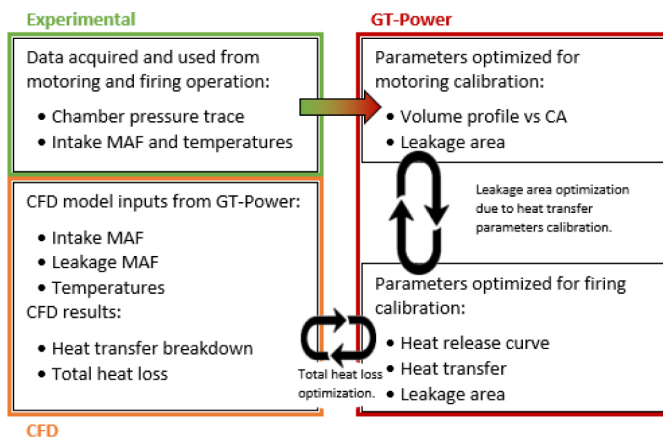 Experimental
Data acquired and used from
motoring and firing operation:
• Chamber pressure trace
• Intake MAF and temperatures
CFD model inputs from GT-Power:
• Intake MAF
• Leakage MAF
• Temperatures
CFD results:
• Heat transfer breakdown
• Total heat loss
CFD
GT-Power
Parameters optimized for
motoring calibration:
• Volume profile vs CA
• Leakage area
Leakage area optimization
due to heat transfer
parameters calibration.
Parameters optimized for firing
calibration:
• Heat release curve
• Heat transfer
• Leakage area
Total heat loss
optimization.